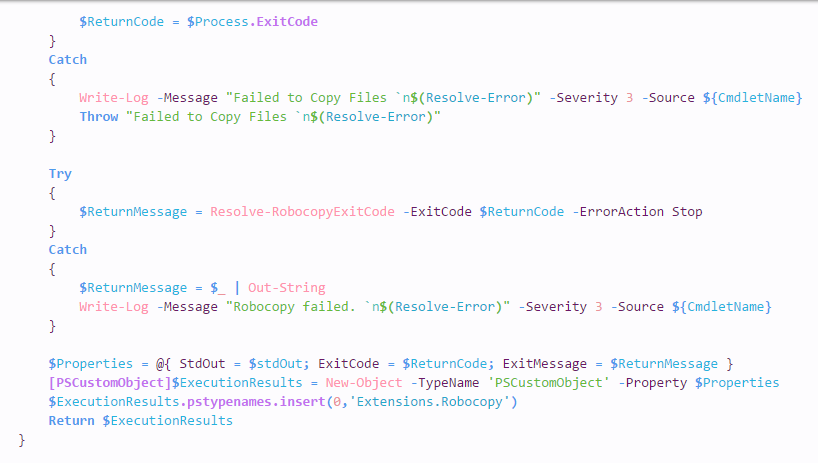 $ReturnCode = $Process.ExitCode
}
Catch
{
Write-Log -Message "Failed to Copy Files `n$(Resolve-Error)" -Severity 3 -Source ${CmdletName}
Throw "Failed to Copy Files `n$(Resolve-Error)"
}
Try
{
$ReturnMessage = Resolve-RobocopyExitCode -ExitCode $ReturnCode -ErrorAction Stop
}
Catch
{
$ReturnMessage = $_ | Out-String
Write-Log -Message "Robocopy failed. `n$(Resolve-Error)" -Severity 3 -Source ${CmdletName}
}
$Properties = @{ StdOut = $stdOut; ExitCode = $ReturnCode; ExitMessage = $ReturnMessage }
[PSCustomObject]$ExecutionResults = New-Object -TypeName 'PSCustomObject' -Property $Properties
$ExecutionResults.pstypenames.insert(0,'Extensions.Robocopy')
Return $ExecutionResults
}